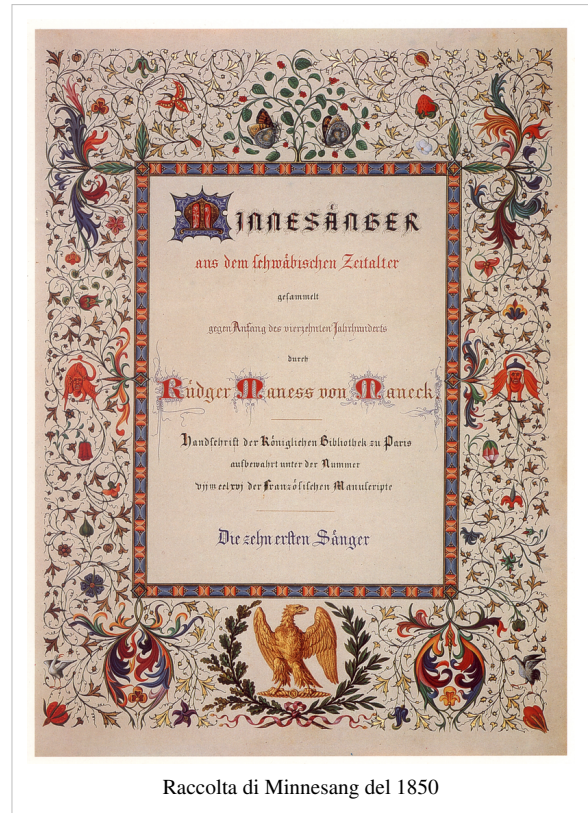 MINNESÄNGER
aus dem schwäbischen Zeitalter
gesammelt
gegen Anfang des vierzehnten Jahrhunderts
durch
Rüdger Maness von Maneck
Handschrift der Königlichen Bibliothek zu Paris
aufbewahrt unter der Nummer
vijm cclxvj der Französischen Manuscripte
Die zehn ersten Sänger
Raccolta di Minnesang del 1850